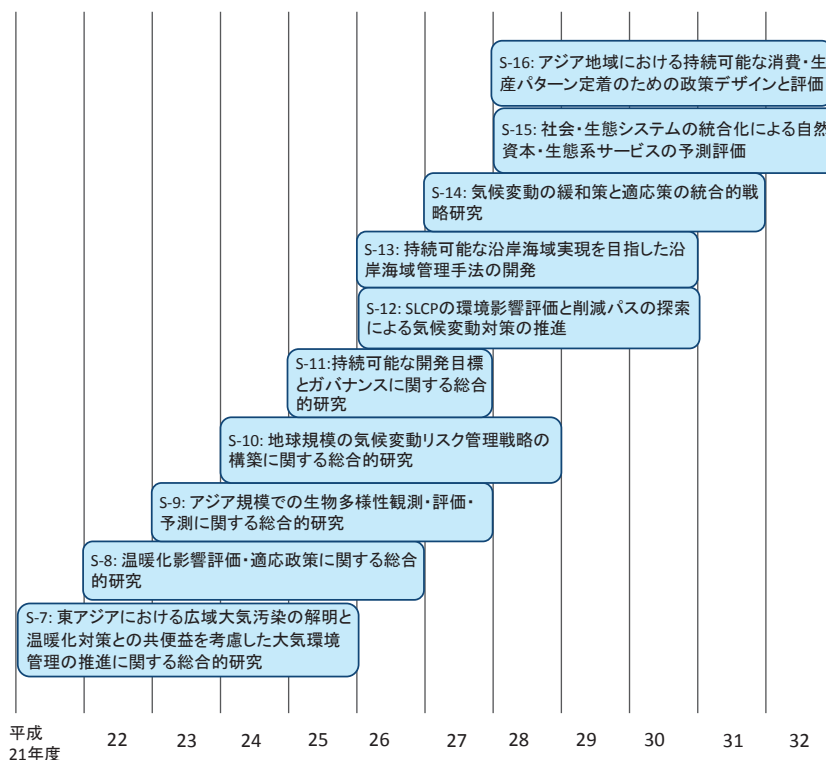 S-16: アジア地域における持続可能な消費・生
産パターン定着のための政策デザインと評価
S-15: 社会・生態システムの統合化による自然
資本・生態系サービスの予測評価
S-14: 気候変動の緩和策と適応策の統合的戦
略研究
S-13: 持続可能な沿岸海域実現を目指した沿
岸海域管理手法の開発
S-12: SLCPの環境影響評価と削減パスの探索
による気候変動対策の推進
S-11:持続可能な開発目標
とガバナンスに関する総合
的研究
S-10: 地球規模の気候変動リスク管理戦略の
構築に関する総合的研究
S-9: アジア規模での生物多様性観測・評価・
予測に関する総合的研究
S-8: 温暖化影響評価・適応政策に関する総合
的研究
S-7: 東アジアにおける広域大気汚染の解明と
温暖化対策との共便益を考慮した大気環境
管理の推進に関する総合的研究
平成
21年度 22 23 24 25 26 27 28 29 30 31 32